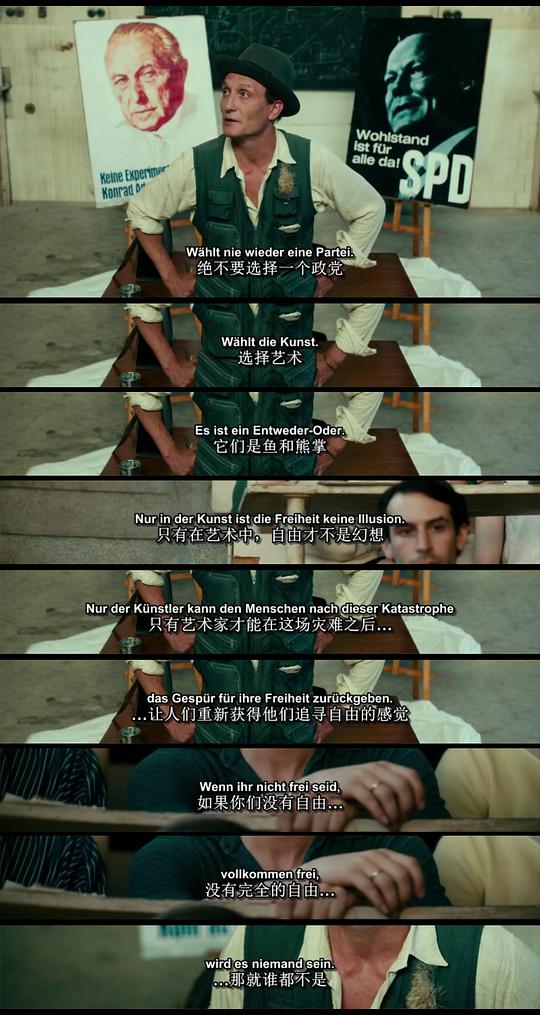 Keine Experimen
Konrad Ad
Wohlstand
ist für
alle da!
SPD
Wählt nie wieder eine Partei.
绝不要选择一个政党
Wählt die Kunst.
选择艺术
Es ist ein Entweder-Oder.
它们是鱼和熊掌
Nur in der Kunst ist die Freiheit keine Illusion.
只有在艺术中，自由才不是幻想
Nur der Künstler kann den Menschen nach dieser Katastrophe
只有艺术家才能在这场灾难之后...
das Gespür für ihre Freiheit zurückgeben.
...让人们重新获得他们追寻自由的感觉
Wenn ihr nicht frei seid,
如果你们没有自由...
vollkommen frei,
没有完全的自由...
wird es niemand sein.
...那就谁都不是